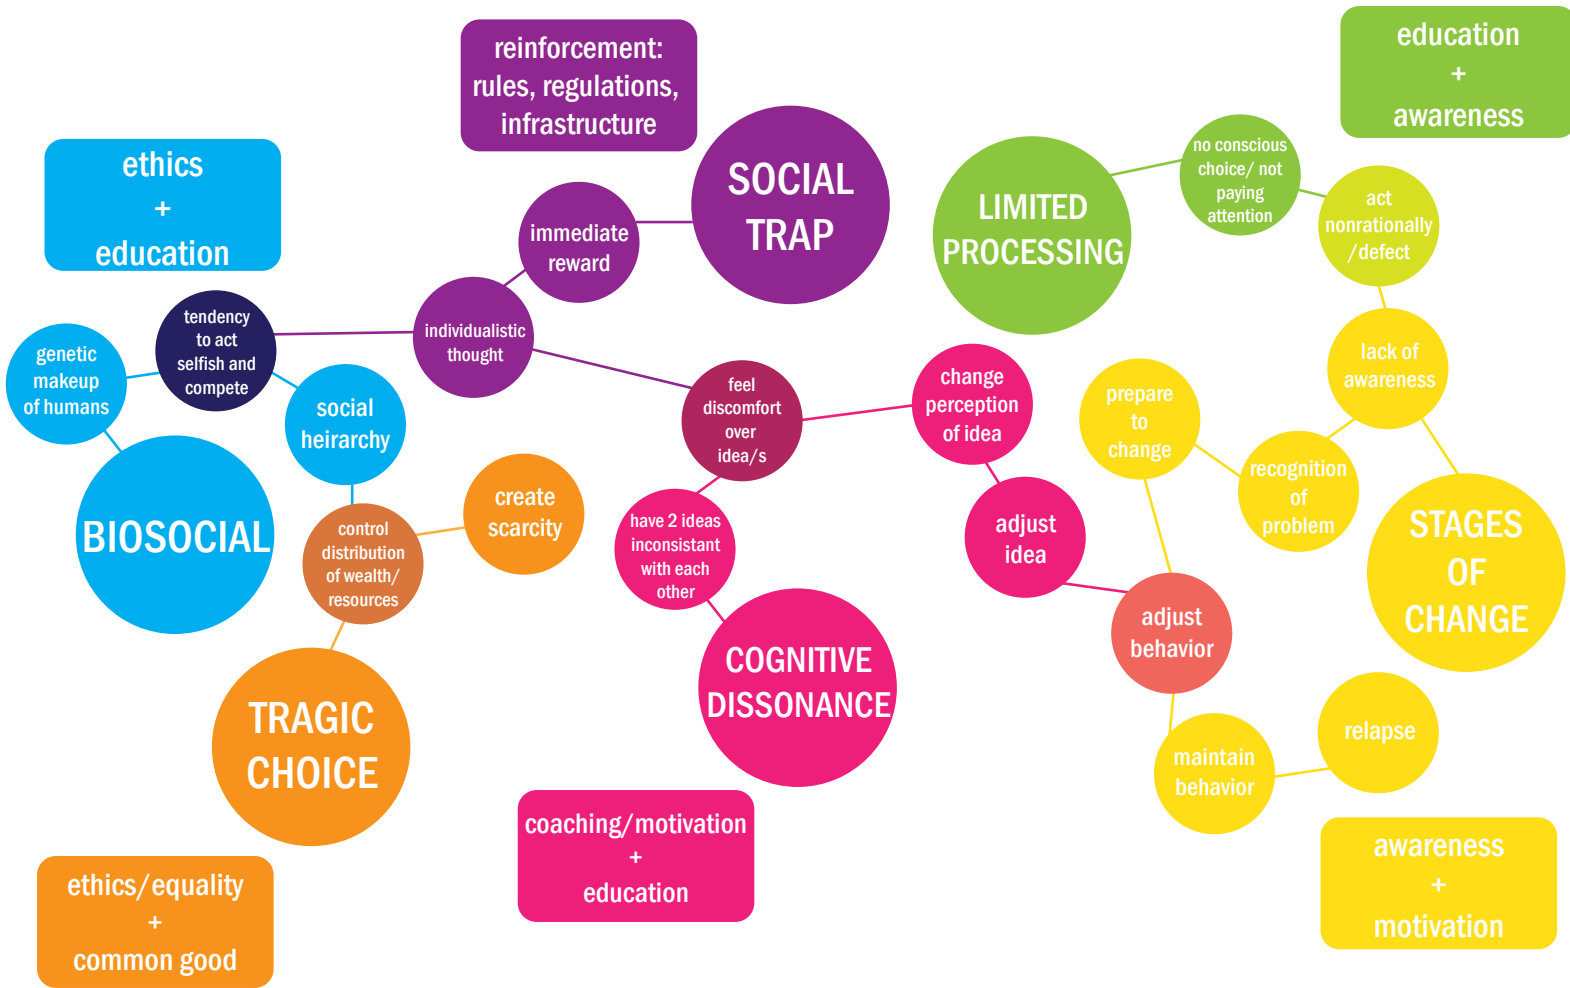 reinforcement:
rules, regulations,
infrastructure
education
+
awareness
ethics
+
education
SOCIAL
TRAP
LIMITED
PROCESSING
no conscious
choice/ not
paying
attention
act
nonrationally
/defect
immediate
reward
individualistic
thought
tendency
to act
selfish and
compete
genetic
makeup
of humans
social
heirarchy
BIOSOCIAL
control
distribution
of wealth/
resources
create
scarcity
TRAGIC
CHOICE
ethics/equality
+
common good
feel
discomfort
over
idea/s
have 2 ideas
inconsistant
with each
other
COGNITIVE
DISSONANCE
coaching/motivation
+
education
change
perception
of idea
adjust
idea
adjust
behavior
prepare
to
change
recognition
of
problem
lack of
awareness
STAGES
OF
CHANGE
maintain
behavior
relapse
awareness
+
motivation